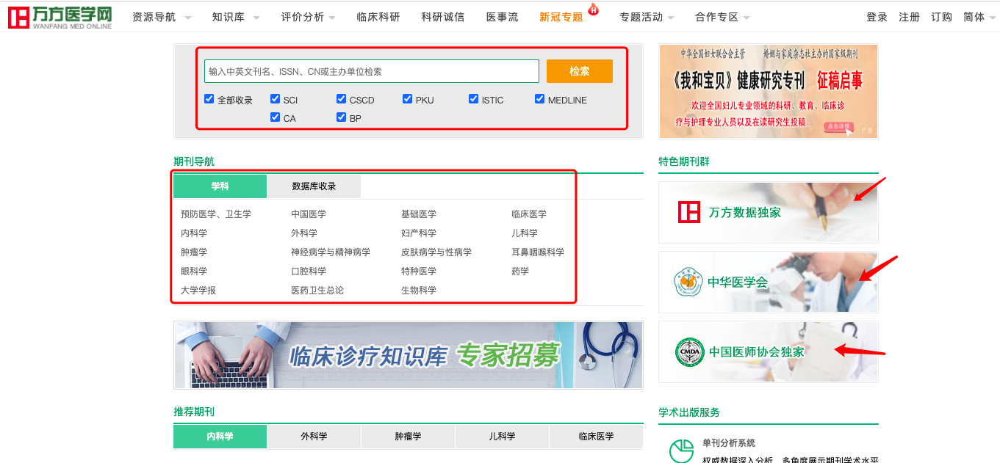 万方医学网
WANFANG MED ONLINE
资源导航 知识库 评价分析 临床科研 科研诚信 医事流 新冠专题 H 专题活动 合作专区 登录 注册 订购 简体
输入中英文刊名、ISSN、CN或主办单位检索 检索
全部收录 SCI CSCD PKU ISTIC MEDLINE
CA BP
中华全国妇女联合会主管 婚姻与家庭杂志社主办的国家级期刊
《我和宝贝》健康研究专刊 征稿启事
欢迎全国妇儿专业领域的科研、教育、临床诊
疗与护理专业人员以及在读研究生投稿。
点击详情
广告
期刊导航
学科 数据库收录
预防医学、卫生学 中国医学 基础医学 临床医学
内科学 外科学 妇产科学 儿科学
肿瘤学 神经病学与精神病学 皮肤病学与性病学 耳鼻咽喉科学
眼科学 口腔科学 特种医学 药学
大学学报 医药卫生总论 生物科学
特色期刊群
万方数据独家
中华医学会
CMDA 中国医师协会独家
临床诊疗知识库 专家招募
推荐期刊
内科学 外科学 肿瘤学 儿科学 临床医学
学术出版服务
单刊分析系统
权威数据深入分析，多角度展示期刊学术水平